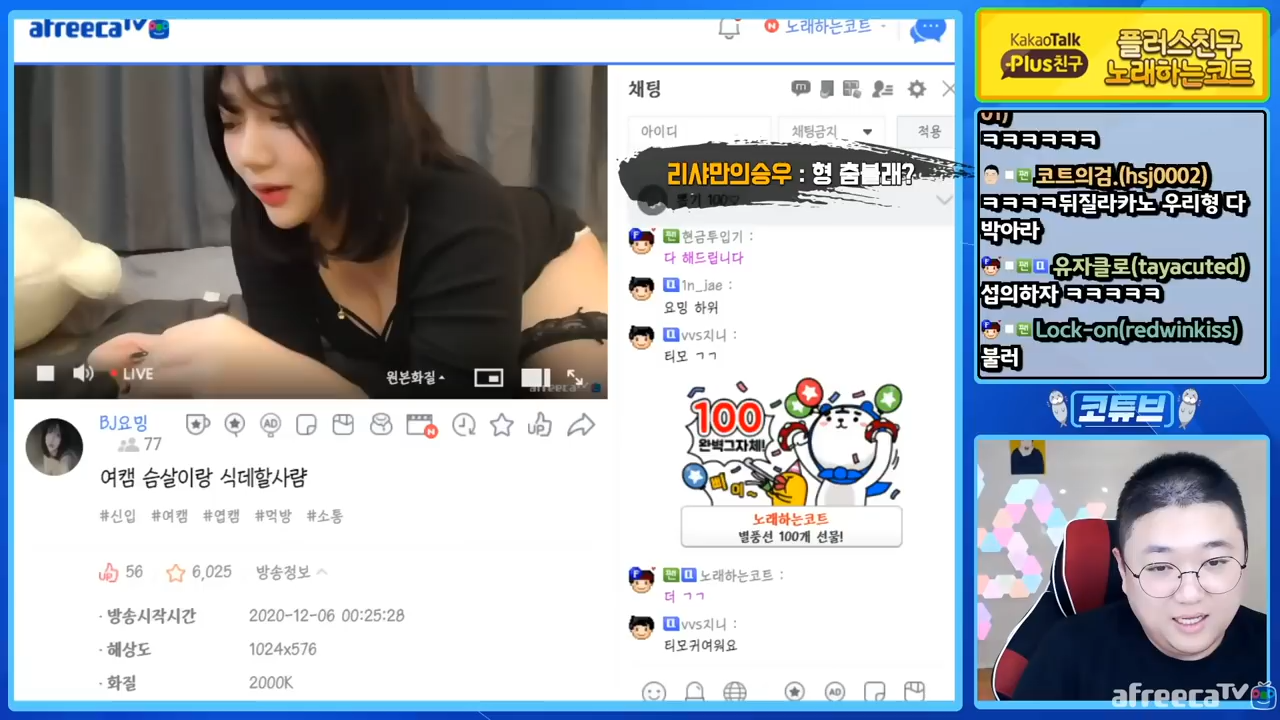 afreecaTV
노래하는코트
채팅
아이디
채팅금지
적용
리샤만의승우 : 형 춤볼래?
현금투입기 :
다 해드립니다
1n_jae :
요밍 하위
vvs지니 :
티모 ㄱㄱ
100
완벽그자체!
삐이~
노래하는코트
별풍선 100개 선물!
노래하는코트 :
더 ㄱㄱ
vvs지니 :
티모귀여워요
LIVE
원본화질
afreecaTV
BJ요밍
77
여캠 슴살이랑 식데할사람
#신입 #여캠 #엽캠 #먹방 #소통
UP! 56
6,025
방송정보
· 방송시작시간 2020-12-06 00:25:28
· 해상도 1024x576
· 화질 2000K
KakaoTalk
Plus친구
플러스친구
노래하는코트
ㅋㅋㅋㅋㅋㅋ
팬 코트의검.(hsj0002)
ㅋㅋㅋㅋ뒤질라카노 우리형 다
박아라
팬 유자클로(tayacuted)
섭의하자 ㅋㅋㅋㅋㅋ
팬 Lock-on(redwinkiss)
불러
코튜브
afreecaTV